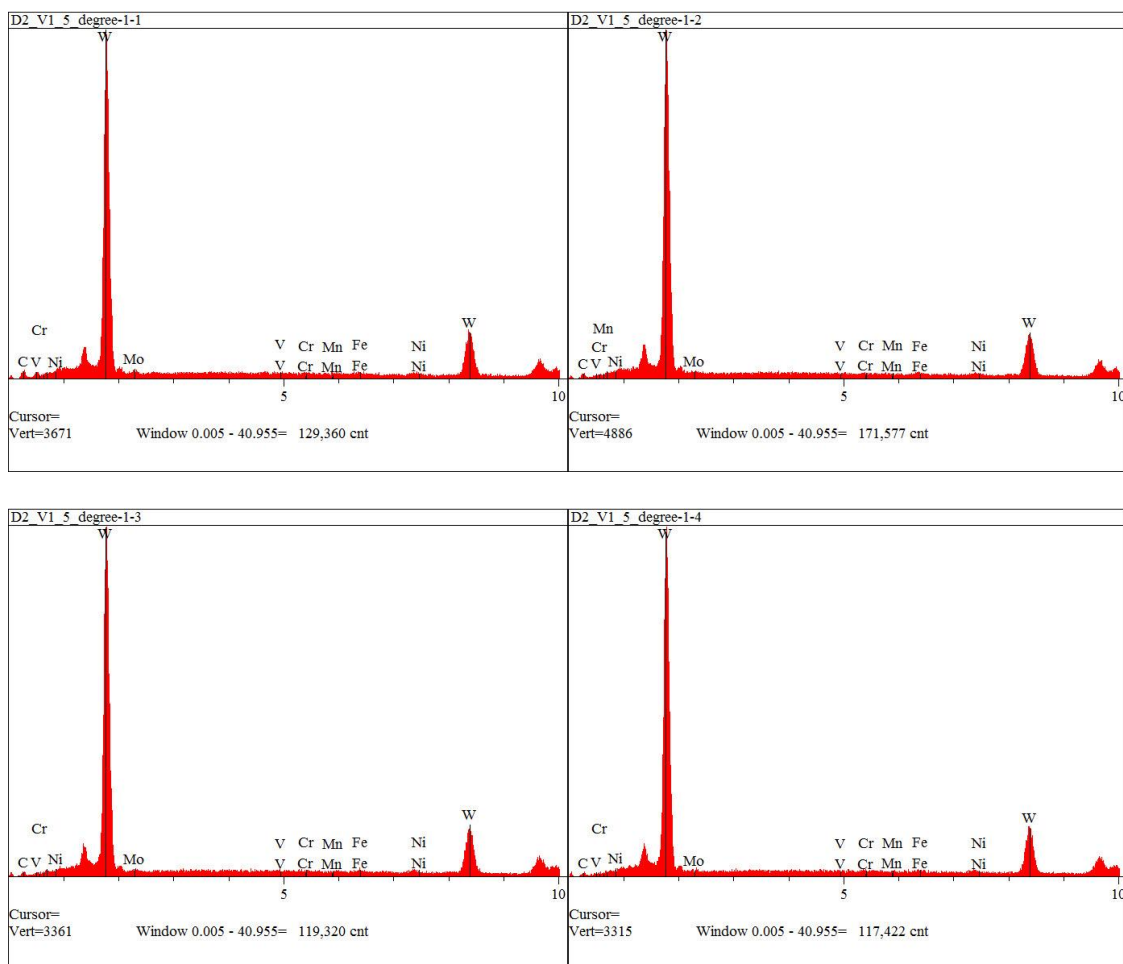 D2_V1_5_degree-1-1
W
Cr
V Cr Mn Fe Ni
W
C V Ni Mo
V Cr Mn Fe Ni
5 10
Cursor=
Vert=3671 Window 0.005 - 40.955= 129,360 cnt
D2_V1_5_degree-1-2
W
Mn
Cr
V Cr Mn Fe Ni
W
C V Ni Mo
V Cr Mn Fe Ni
5 10
Cursor=
Vert=4886 Window 0.005 - 40.955= 171,577 cnt
D2_V1_5_degree-1-3
W
Cr
V Cr Mn Fe Ni
W
C V Ni Mo
V Cr Mn Fe Ni
5 10
Cursor=
Vert=3361 Window 0.005 - 40.955= 119,320 cnt
D2_V1_5_degree-1-4
W
Cr
V Cr Mn Fe Ni
W
C V Ni Mo
V Cr Mn Fe Ni
5 10
Cursor=
Vert=3315 Window 0.005 - 40.955= 117,422 cnt